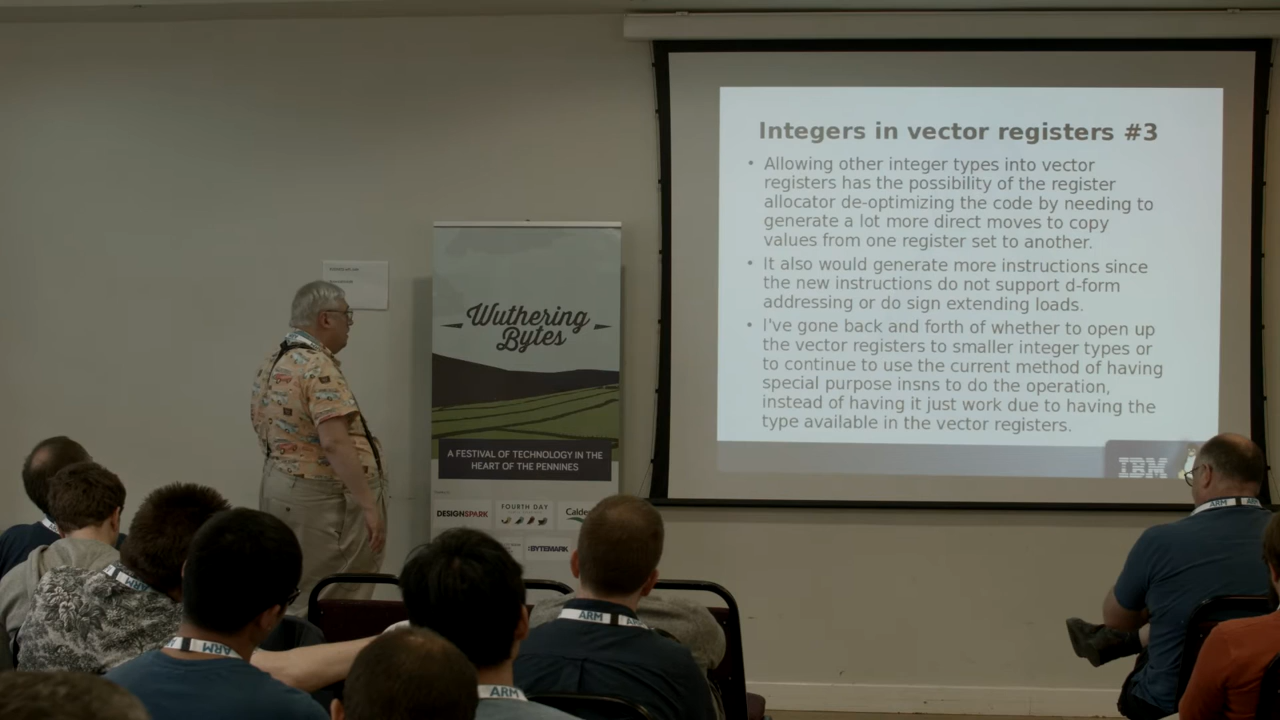 Integers in vector registers #3
• Allowing other integer types into vector
registers has the possibility of the register
allocator de-optimizing the code by needing to
generate a lot more direct moves to copy
values from one register set to another.
• It also would generate more instructions since
the new instructions do not support d-form
addressing or do sign extending loads.
• I've gone back and forth of whether to open up
the vector registers to smaller integer types or
to continue to use the current method of having
special purpose insns to do the operation,
instead of having it just work due to having the
type available in the vector registers.
IBM
Wuthering
Bytes
A FESTIVAL OF TECHNOLOGY IN THE
HEART OF THE PENNINES
DESIGNSPARK
FOURTH DAY
:BYTEMARK
ARM
ARM
ARM
ARM